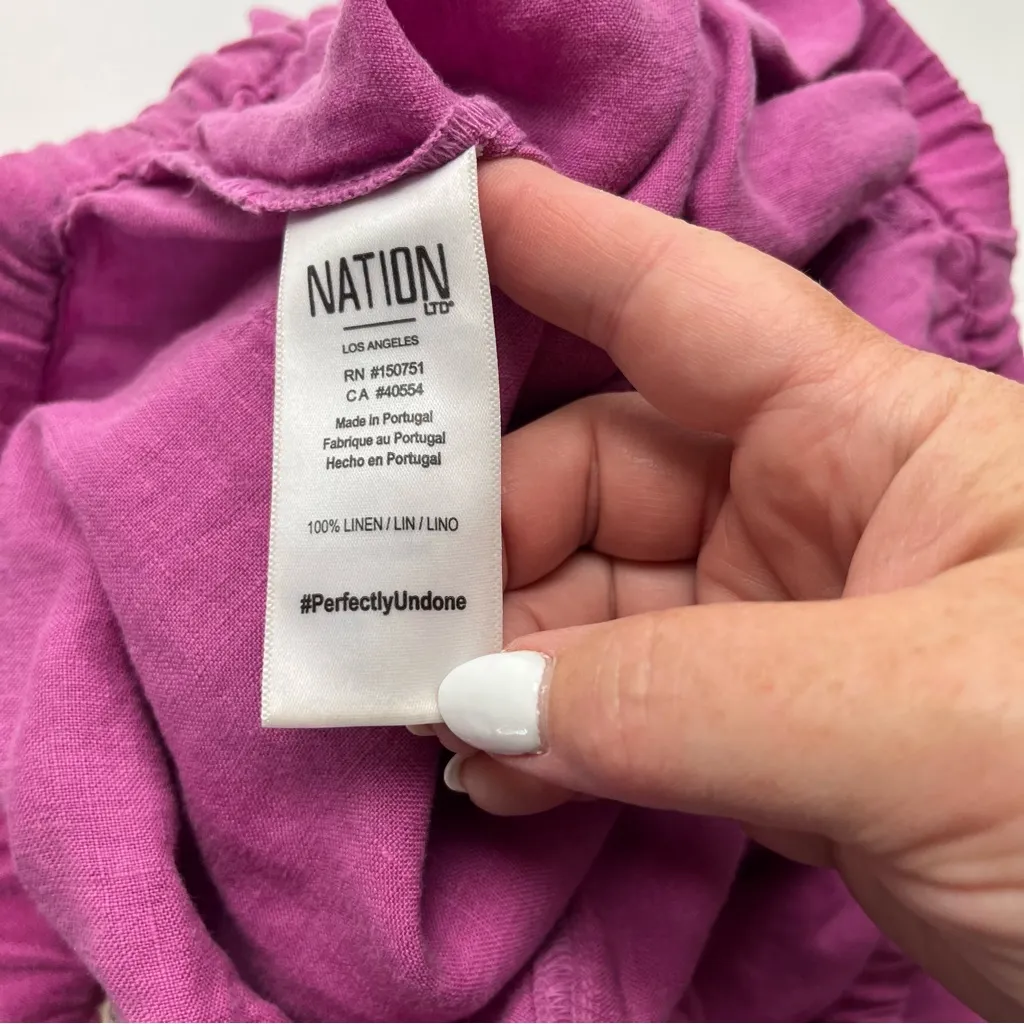 NATION
LTD®
LOS ANGELES
RN #150751
CA #40554
Made in Portugal
Fabrique au Portugal
Hecho en Portugal
100% LINEN / LIN / LINO
#PerfectlyUndone